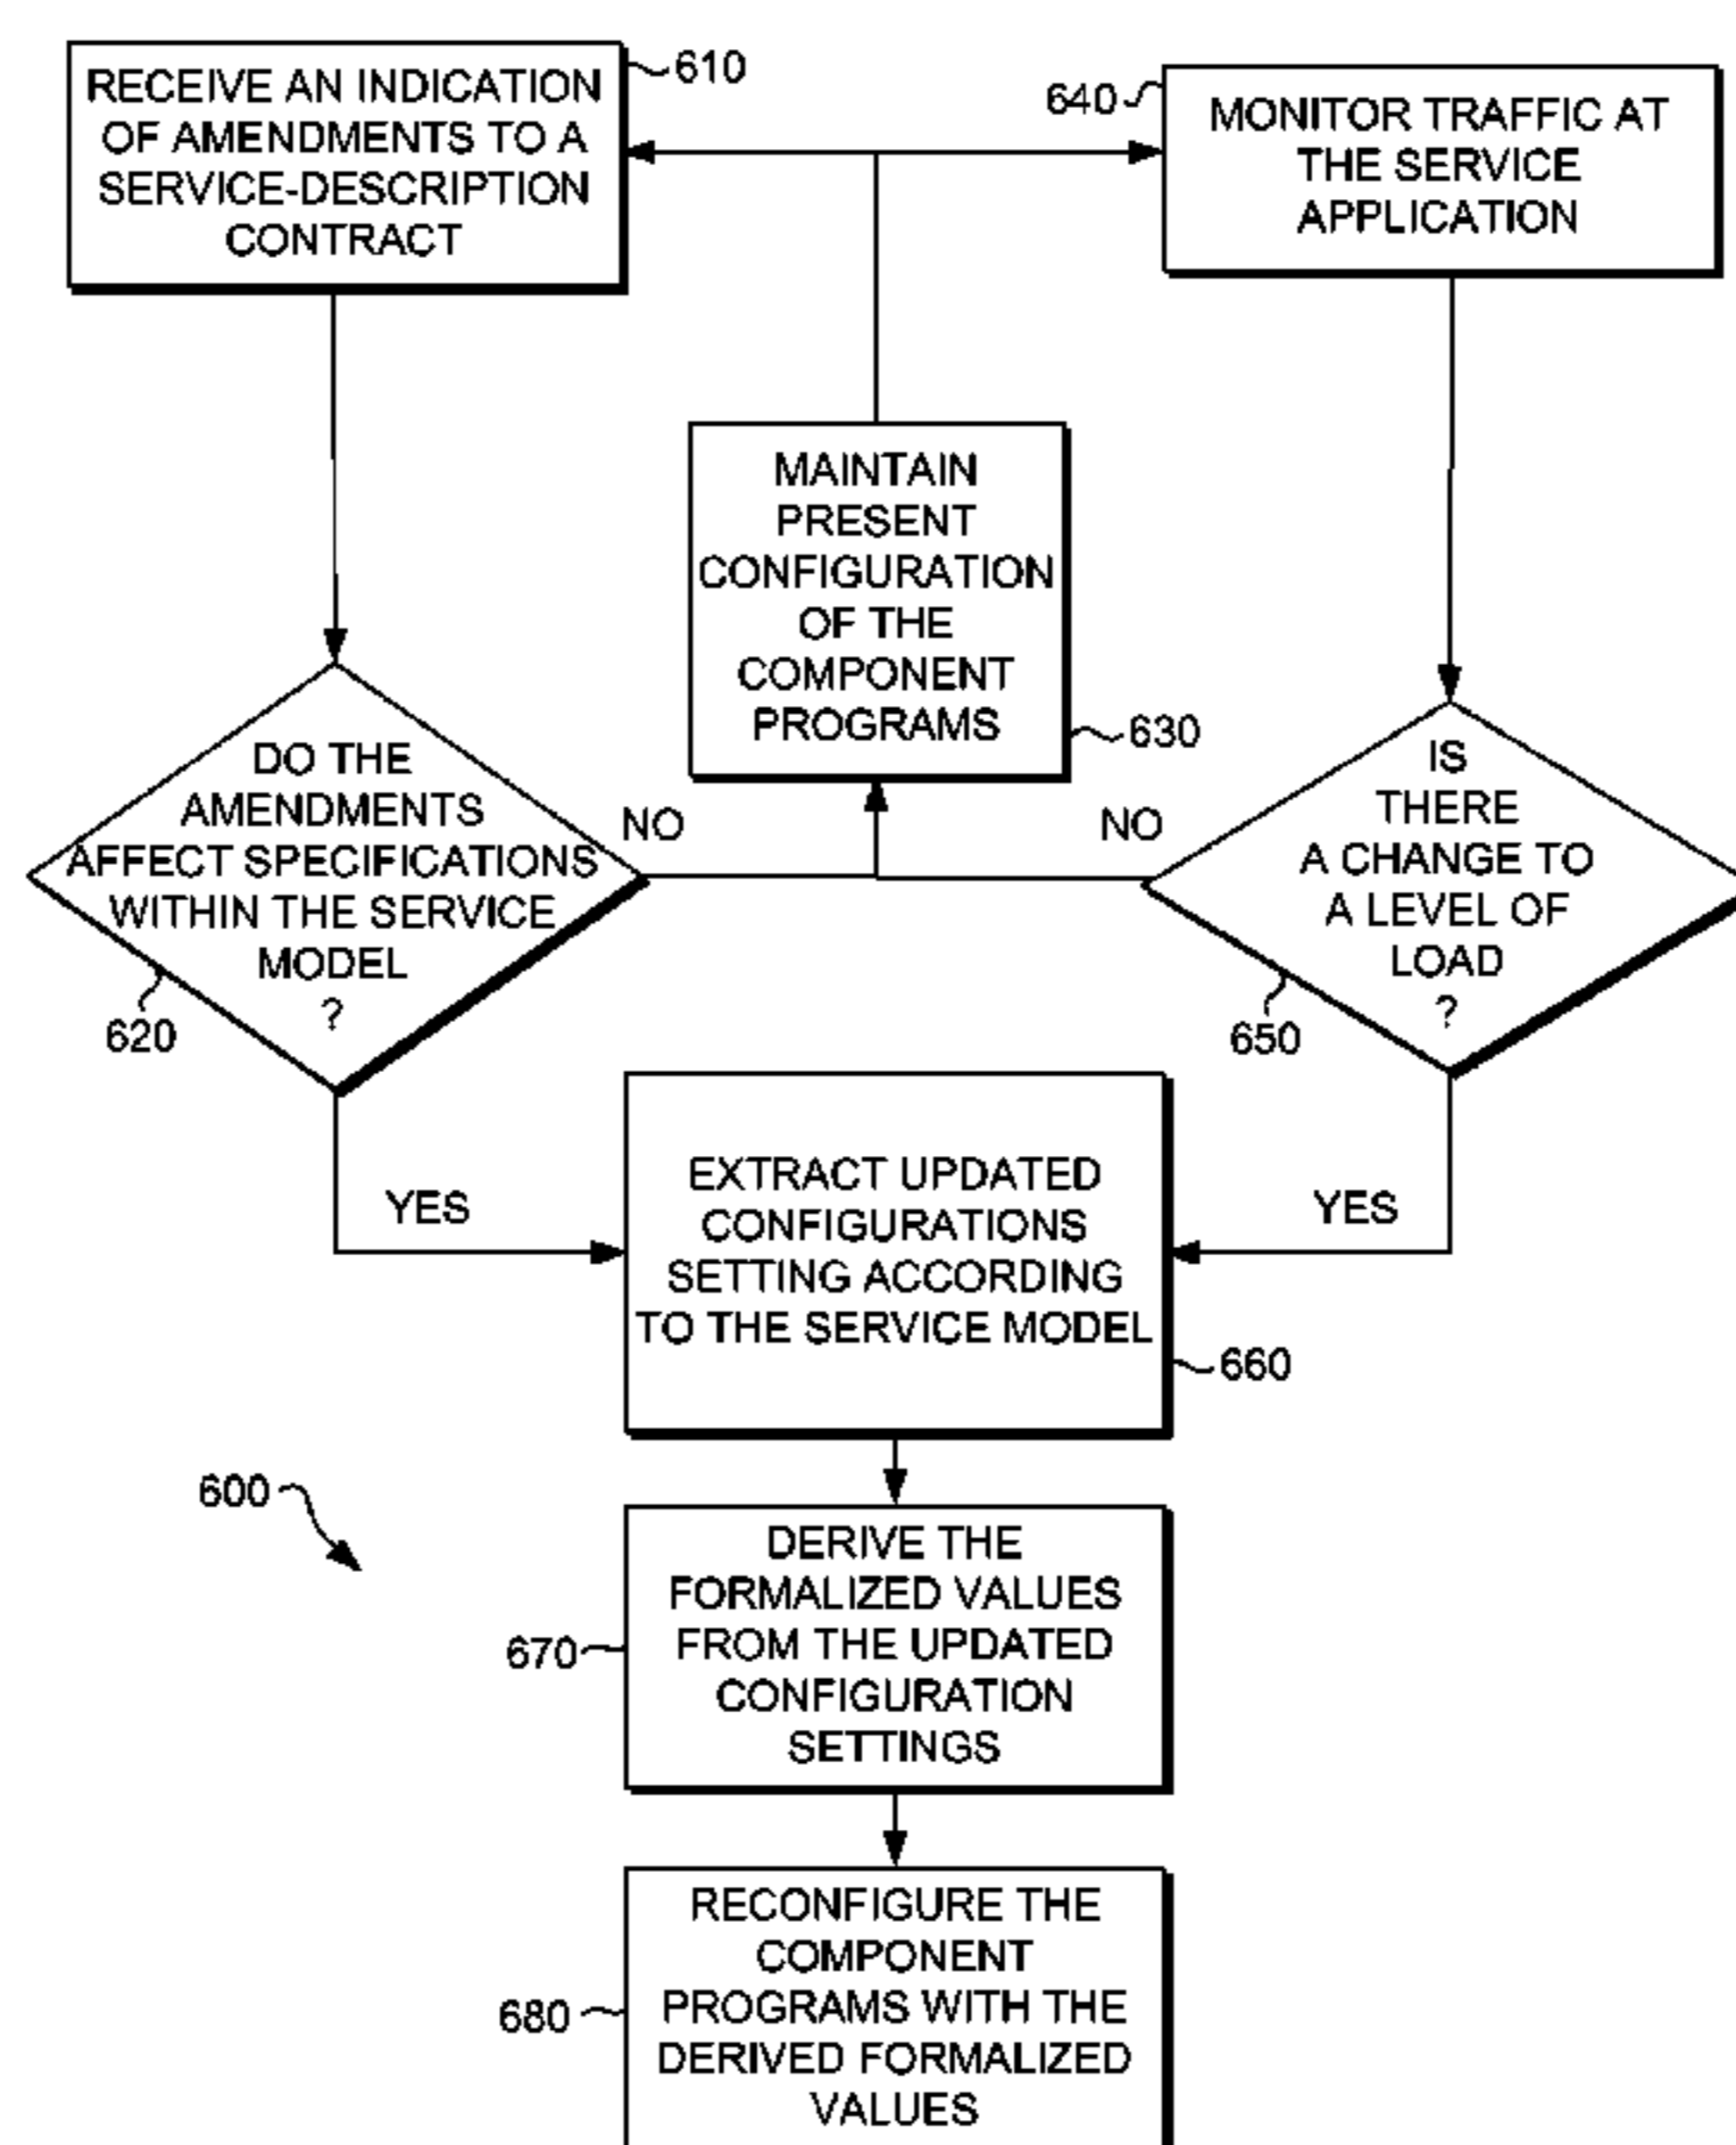 RECEIVE AN INDICATION
OF AMENDMENTS TO A
SERVICE-DESCRIPTION
CONTRACT
610
640
MONITOR TRAFFIC AT
THE SERVICE
APPLICATION
MAINTAIN
PRESENT
CONFIGURATION
OF THE
COMPONENT
PROGRAMS
630
DO THE
AMENDMENTS
AFFECT SPECIFICATIONS
WITHIN THE SERVICE
MODEL
?
620
NO
NO
IS
THERE
A CHANGE TO
A LEVEL OF
LOAD
?
650
YES
YES
EXTRACT UPDATED
CONFIGURATIONS
SETTING ACCORDING
TO THE SERVICE MODEL
660
600
DERIVE THE
FORMALIZED VALUES
FROM THE UPDATED
CONFIGURATION
SETTINGS
670
RECONFIGURE THE
COMPONENT
PROGRAMS WITH THE
DERIVED FORMALIZED
VALUES
680